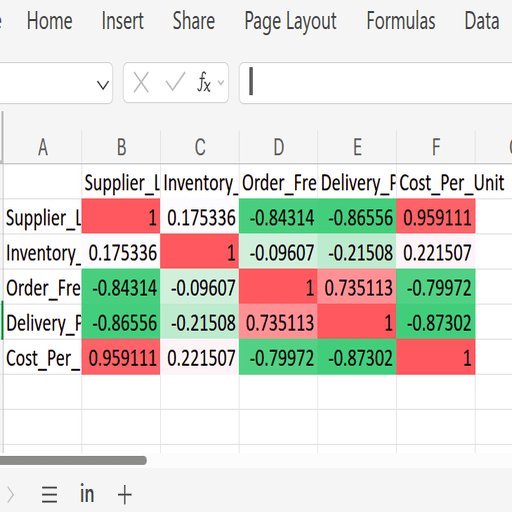 Home Insert Share Page Layout Formulas Data
fx
A B C D E F
Supplier_L Inventory_ Order_Fre Delivery_P Cost_Per_Unit
Supplier_L 1 0.175336 -0.84314 -0.86556 0.959111
Inventory_ 0.175336 1 -0.09607 -0.21508 0.221507
Order_Fre -0.84314 -0.09607 1 0.735113 -0.79972
Delivery_P -0.86556 -0.21508 0.735113 1 -0.87302
Cost_Per_ 0.959111 0.221507 -0.79972 -0.87302 1
in